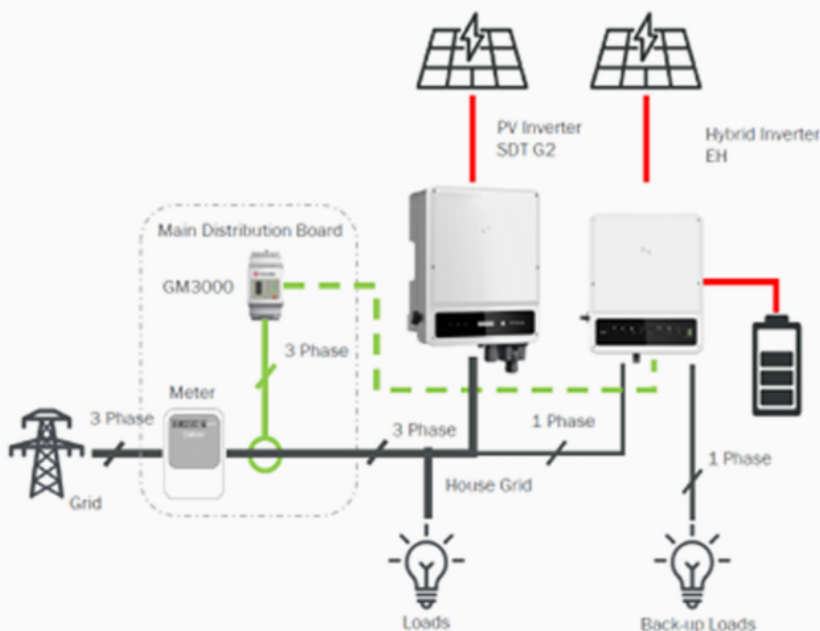 PV Inverter
SDT G2
Hybrid Inverter
EH
Main Distribution Board
GM3000
3 Phase
Meter
3 Phase
Grid
3 Phase
1 Phase
House Grid
1 Phase
Loads
Back-up Loads